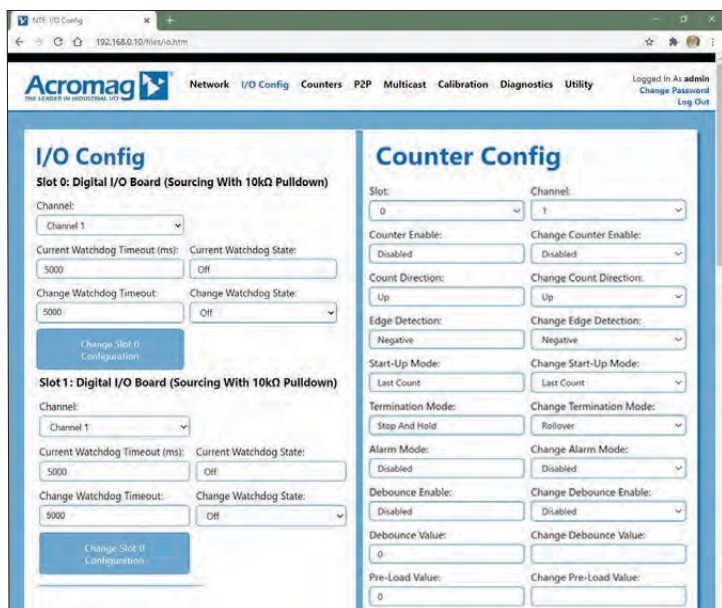 NTE I/O Config
192.168.0.10/files/io.htm
Acromag
THE LEADER IN INDUSTRIAL I/O
Network I/O Config Counters P2P Multicast Calibration Diagnostics Utility
Logged In As admin
Change Password
Log Out
I/O Config
Slot 0: Digital I/O Board (Sourcing With 10kΩ Pulldown)
Channel:
Channel 1
Current Watchdog Timeout (ms): Current Watchdog State:
5000 Off
Change Watchdog Timeout: Change Watchdog State:
5000 Off
Change Slot 0
Configuration
Slot 1: Digital I/O Board (Sourcing With 10kΩ Pulldown)
Channel:
Channel 1
Current Watchdog Timeout (ms): Current Watchdog State:
5000 Off
Change Watchdog Timeout: Change Watchdog State:
5000 Off
Change Slot 0
Configuration
Counter Config
Slot: Channel:
0 1
Counter Enable: Change Counter Enable:
Disabled Disabled
Count Direction: Change Count Direction:
Up Up
Edge Detection: Change Edge Detection:
Negative Negative
Start-Up Mode: Change Start-Up Mode:
Last Count Last Count
Termination Mode: Change Termination Mode:
Stop And Hold Rollover
Alarm Mode: Change Alarm Mode:
Disabled Disabled
Debounce Enable: Change Debounce Enable:
Disabled Disabled
Debounce Value: Change Debounce Value:
0
Pre-Load Value: Change Pre-Load Value:
0